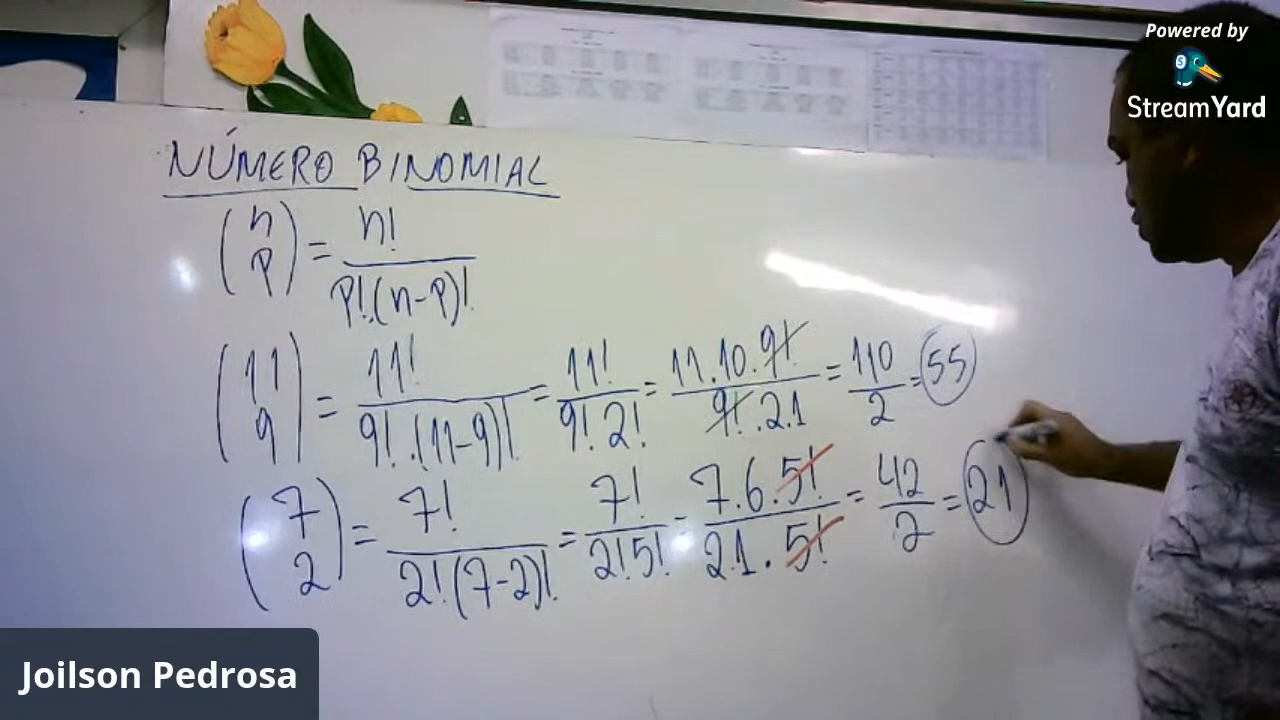 Powered by
StreamYard
NÚMERO BINOMIAL
(n p) = n! / p!.(n-p)!
(11 9) = 11! / 9!.(11-9)! = 11! / 9!.2! = 11.10.9! / 9!.2.1 = 110 / 2 = 55
(7 2) = 7! / 2!(7-2)! = 7! / 2!5! = 7.6.5! / 2.1.5! = 42 / 2 = 21
Joilson Pedrosa